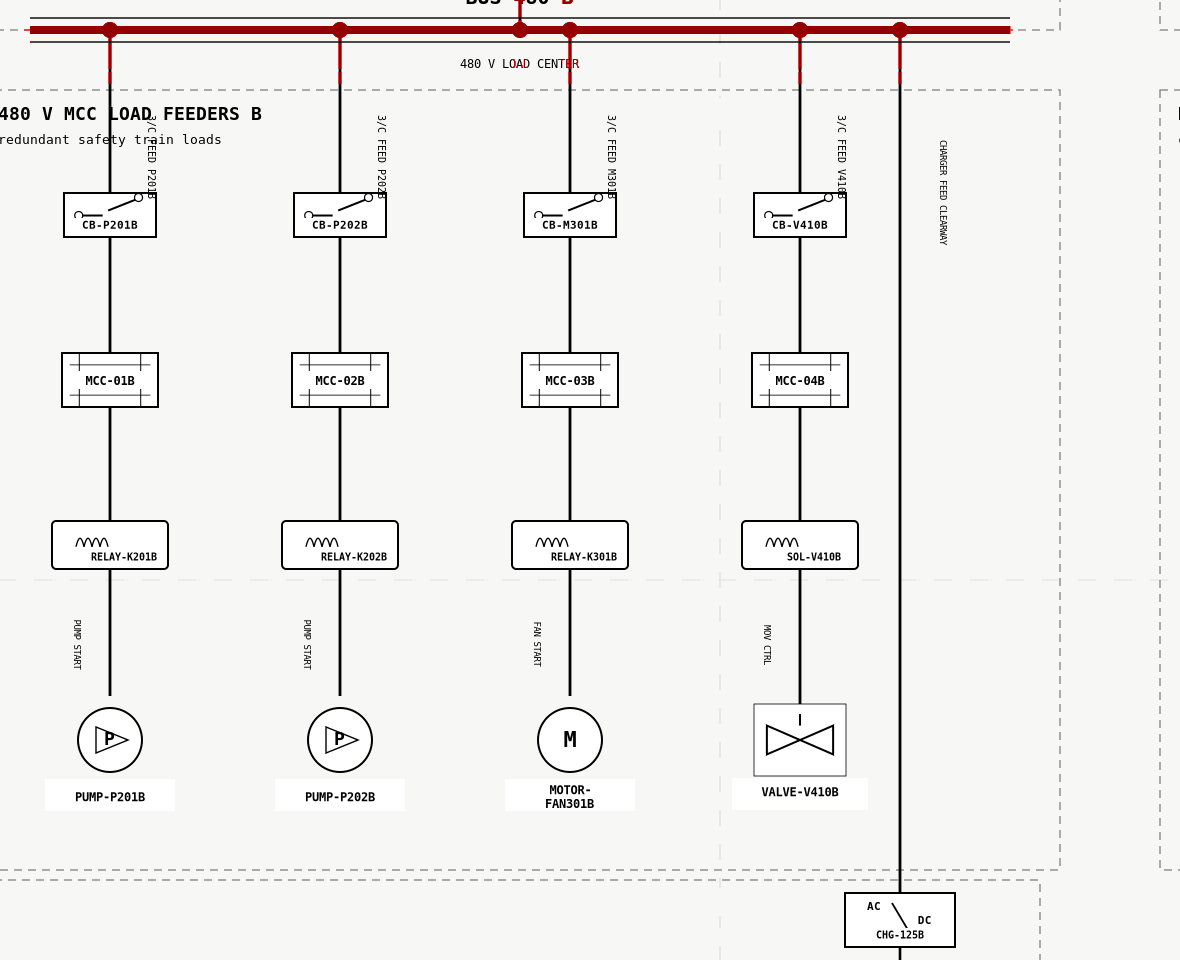 BUS 480 B
480 V LOAD CENTER
480 V MCC LOAD FEEDERS B
redundant safety train loads
3/C FEED P201B
3/C FEED P202B
3/C FEED M301B
3/C FEED V410B
CHARGER FEED CLEARWAY
CB-P201B
CB-P202B
CB-M301B
CB-V410B
MCC-01B
MCC-02B
MCC-03B
MCC-04B
RELAY-K201B
RELAY-K202B
RELAY-K301B
SOL-V410B
PUMP START
PUMP START
FAN START
MOV CTRL
P
P
M
PUMP-P201B
PUMP-P202B
MOTOR-
FAN301B
VALVE-V410B
AC
DC
CHG-125B